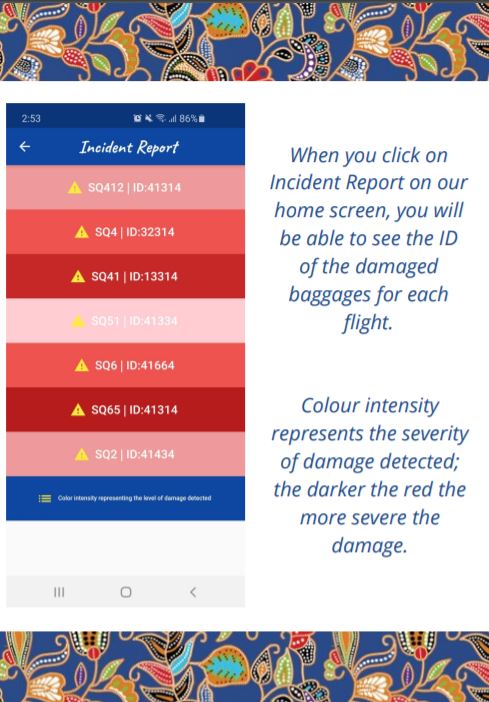 2:53
86%
Incident Report
SQ412 | ID:41314
SQ4 | ID:32314
SQ41 | ID:13314
SQ51 | ID:41334
SQ6 | ID:41664
SQ65 | ID:41314
SQ2 | ID:41434
Color intensity representing the level of damage detected
When you click on
Incident Report on our
home screen, you will
be able to see the ID
of the damaged
baggages for each
flight.
Colour intensity
represents the severity
of damage detected;
the darker the red the
more severe the
damage.